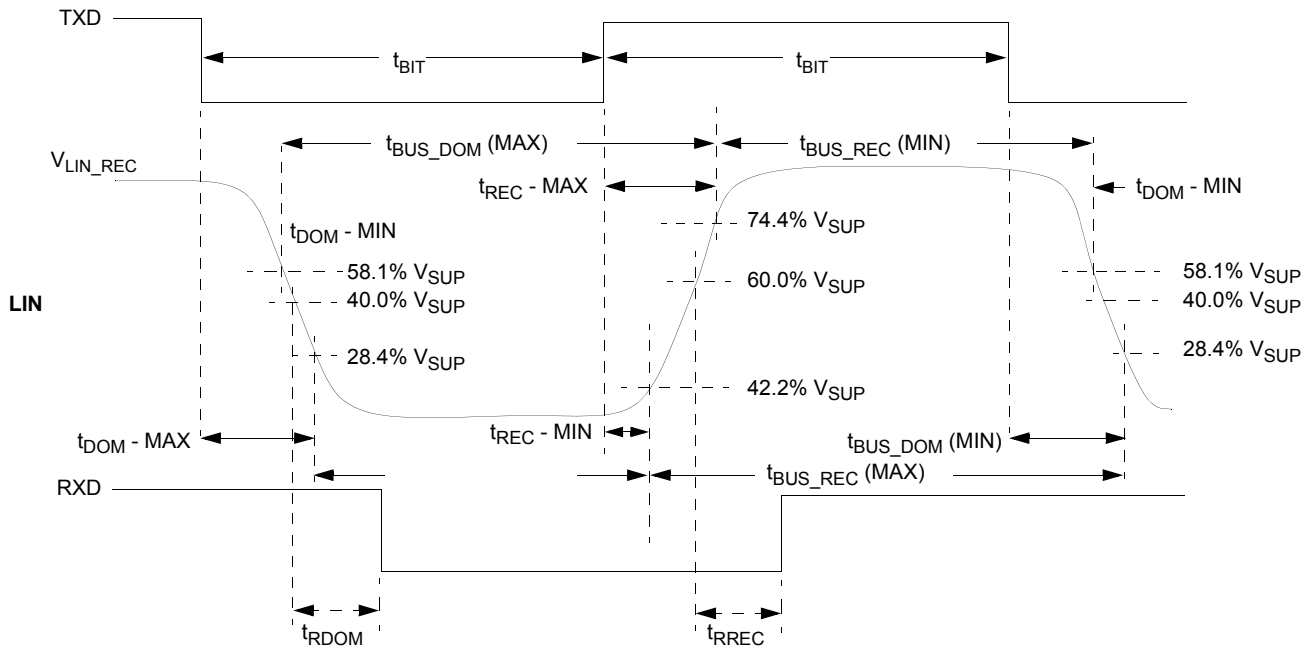 TXD
t_BIT
t_BIT
t_BUS_DOM (MAX)
t_BUS_REC (MIN)
V_LIN_REC
t_REC - MAX
t_DOM - MIN
74.4% V_SUP
t_DOM - MIN
58.1% V_SUP
60.0% V_SUP
58.1% V_SUP
LIN
40.0% V_SUP
40.0% V_SUP
28.4% V_SUP
28.4% V_SUP
42.2% V_SUP
t_DOM - MAX
t_REC - MIN
t_BUS_DOM (MIN)
t_BUS_REC (MAX)
RXD
t_RDOM
t_RREC